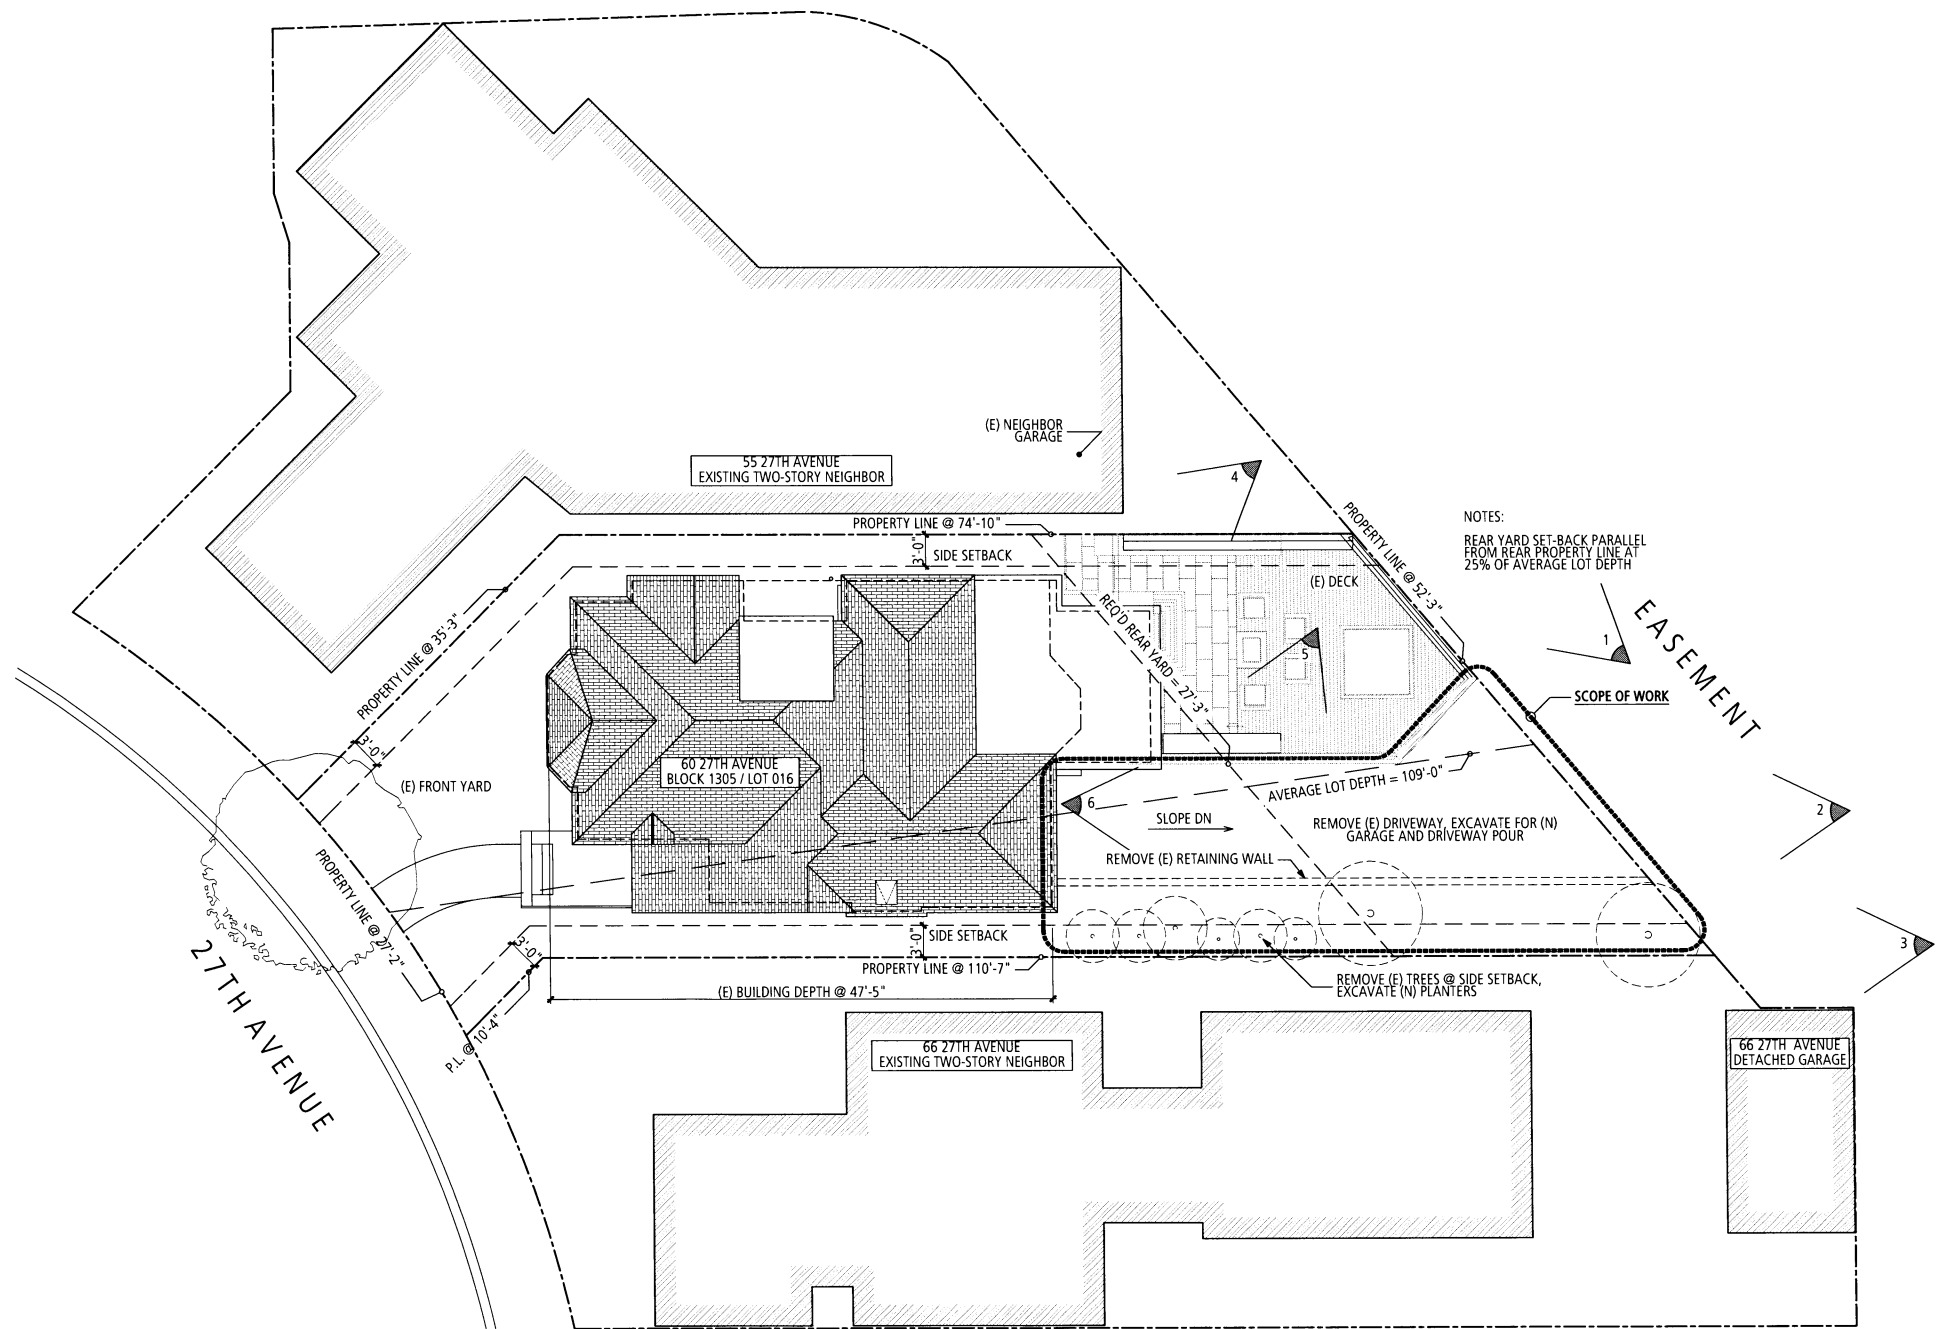 (E) NEIGHBOR
GARAGE
55 27TH AVENUE
EXISTING TWO-STORY NEIGHBOR
4
PROPERTY LINE @ 74'-10"
3'-0"
SIDE SETBACK
PROPERTY LINE @ 52'-3"
NOTES:
REAR YARD SET-BACK PARALLEL
FROM REAR PROPERTY LINE AT
25% OF AVERAGE LOT DEPTH
(E) DECK
REQ'D REAR YARD = 27'-3"
5
1
EASEMENT
SCOPE OF WORK
PROPERTY LINE @ 35'-3"
3'-0"
(E) FRONT YARD
60 27TH AVENUE
BLOCK 1305 / LOT 016
6
AVERAGE LOT DEPTH = 109'-0"
SLOPE DN
REMOVE (E) DRIVEWAY, EXCAVATE FOR (N)
GARAGE AND DRIVEWAY POUR
2
REMOVE (E) RETAINING WALL
PROPERTY LINE @ 27'-2"
3'-0"
3'-0"
SIDE SETBACK
3
PROPERTY LINE @ 110'-7"
(E) BUILDING DEPTH @ 47'-5"
REMOVE (E) TREES @ SIDE SETBACK,
EXCAVATE (N) PLANTERS
P.L. @ 10'-4"
27TH AVENUE
66 27TH AVENUE
EXISTING TWO-STORY NEIGHBOR
66 27TH AVENUE
DETACHED GARAGE